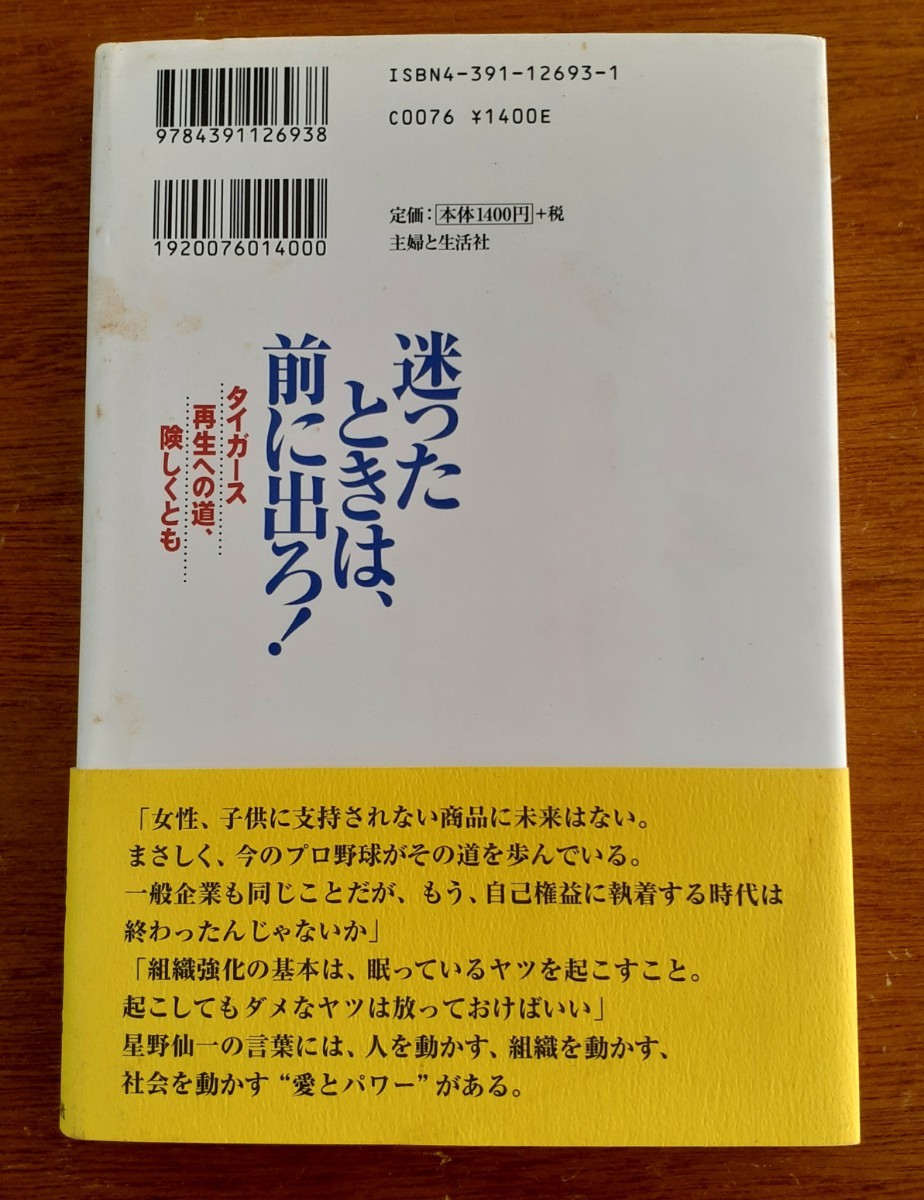 ISBN4-391-12693-1
9784391126938
C0076 ¥1400E
1920076014000
定価：本体1400円+税
主婦と生活社
迷った
ときは、
前に出ろ！
タイガース
再生への道、
険しくとも
「女性、子供に支持されない商品に未来はない。
まさしく、今のプロ野球がその道を歩んでいる。
一般企業も同じことだが、もう、自己権益に執着する時代は
終わったんじゃないか」
「組織強化の基本は、眠っているヤツを起こすこと。
起こしてもダメなヤツは放っておけばいい」
星野仙一の言葉には、人を動かす、組織を動かす、
社会を動かす“愛とパワー”がある。